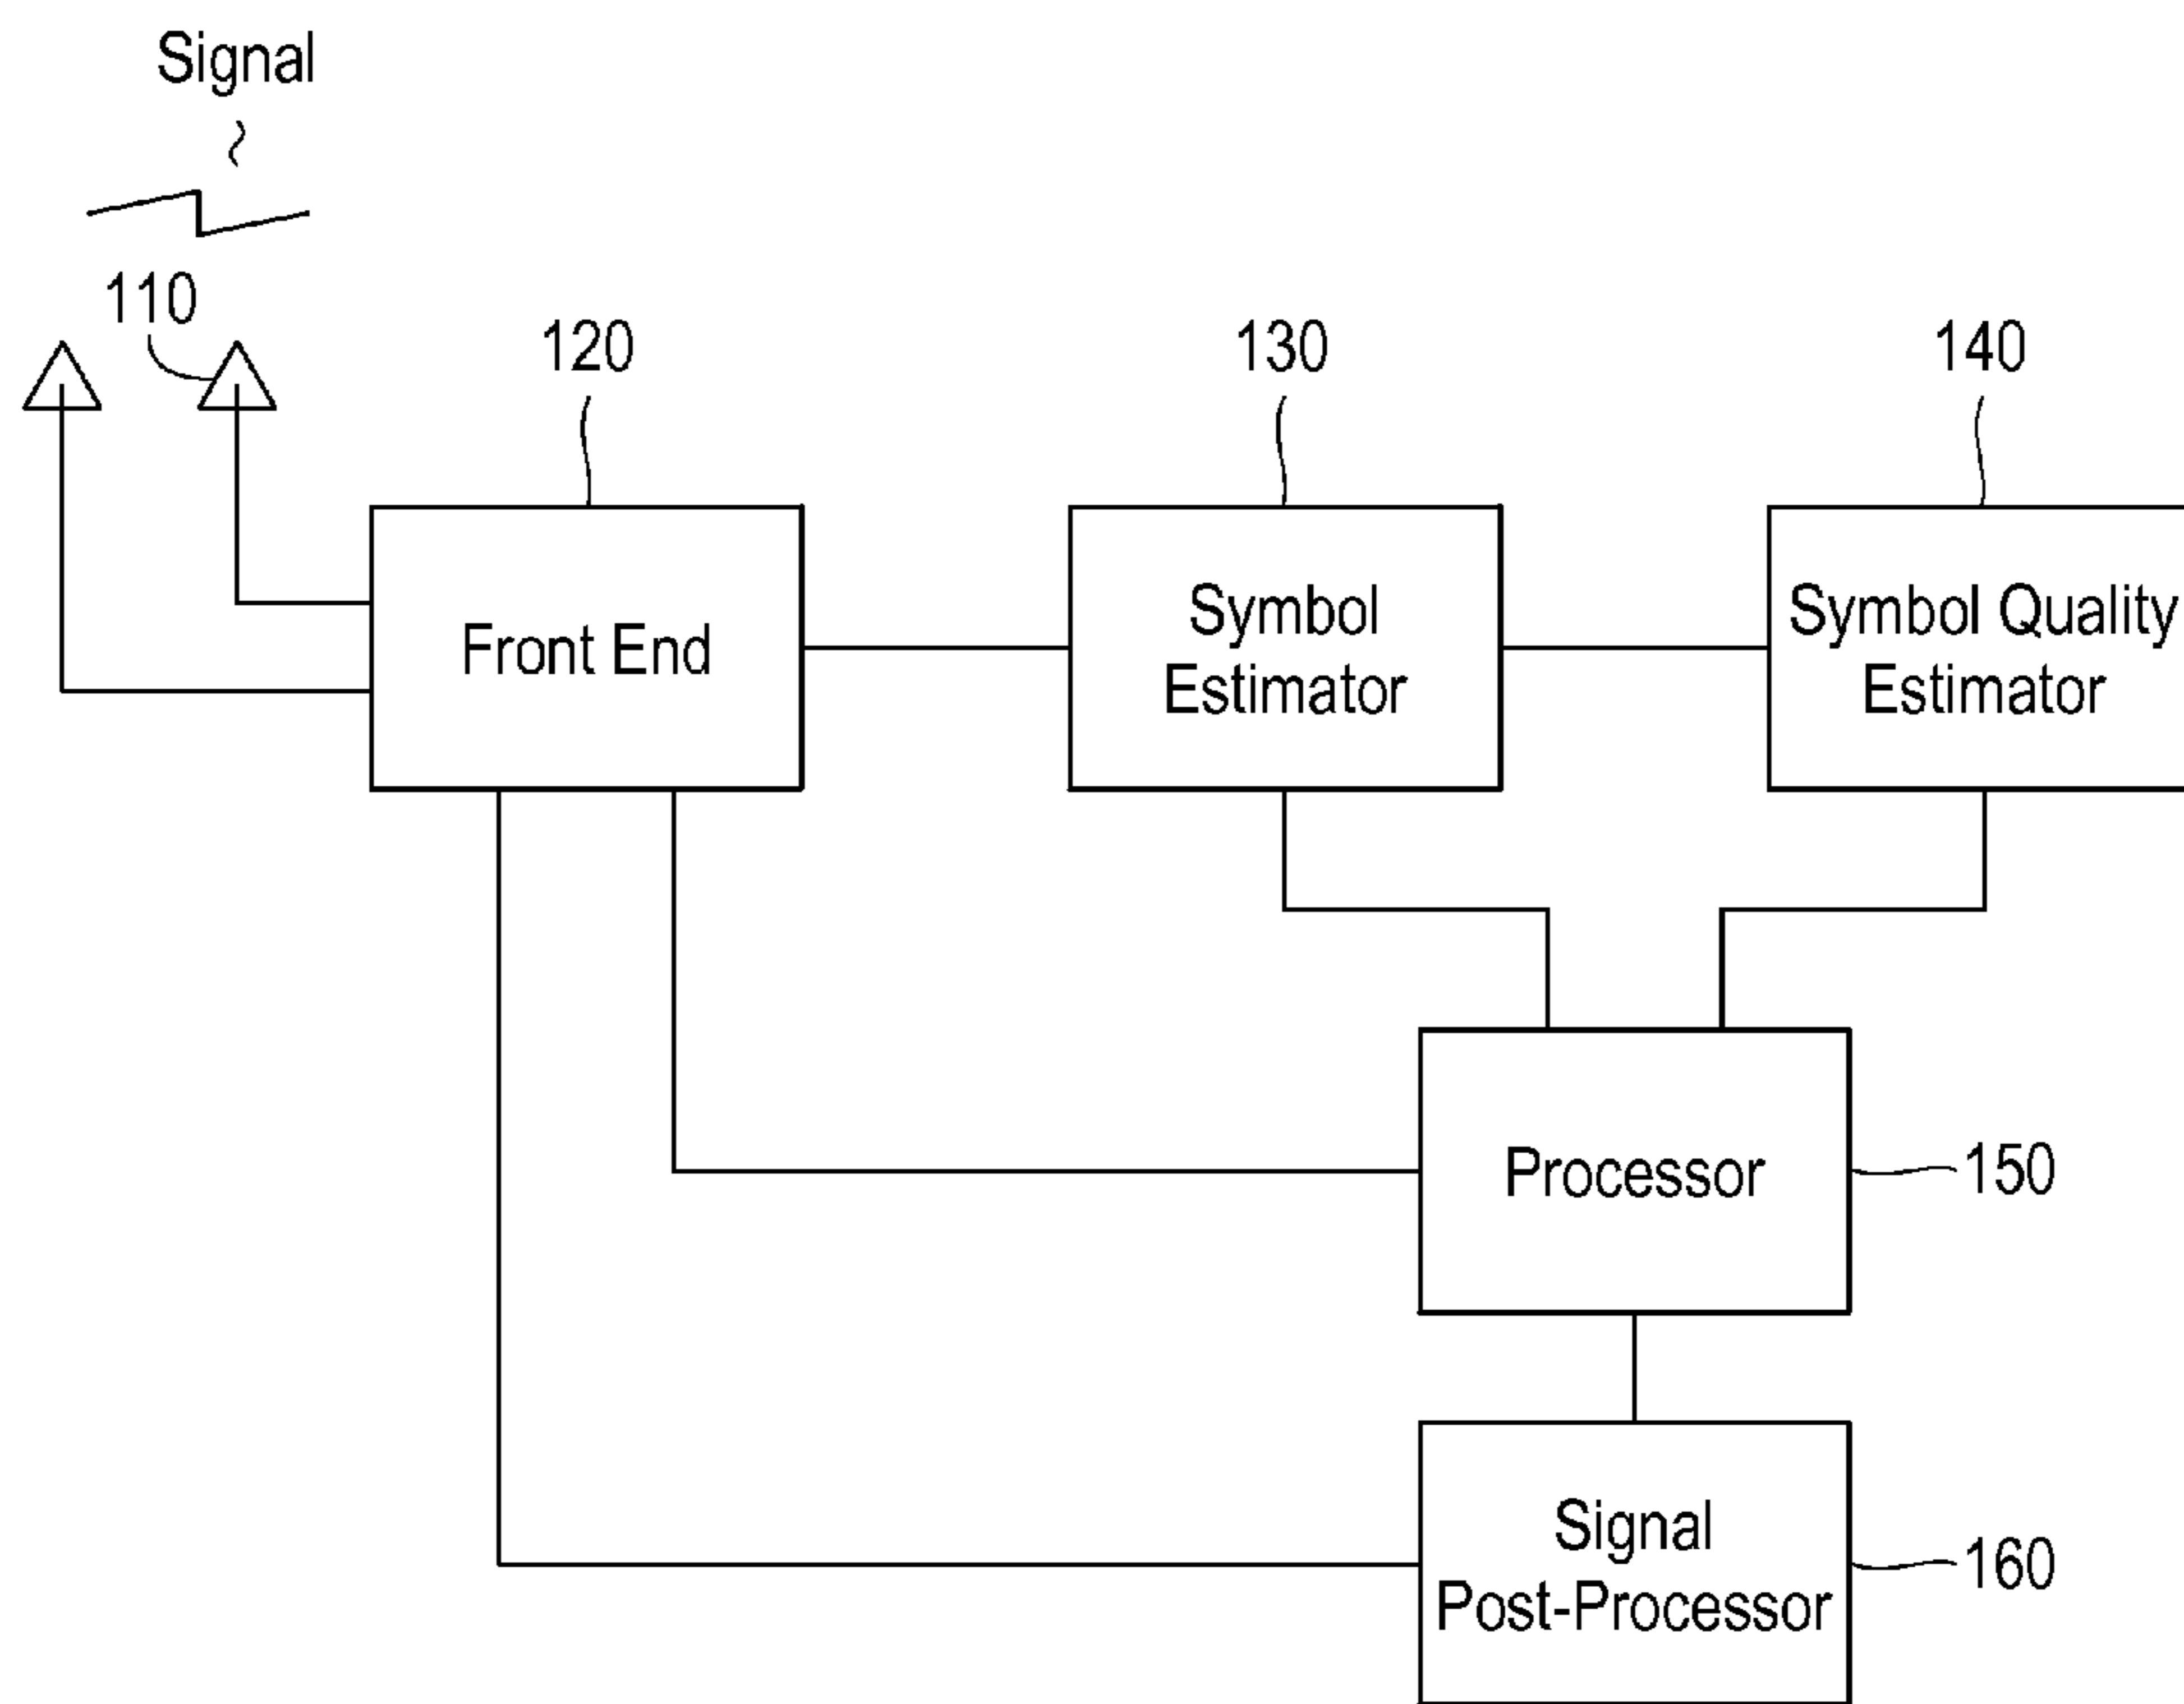 Signal
110
120
130
140
Front End
Symbol
Estimator
Symbol Quality
Estimator
Processor
150
Signal
Post-Processor
160